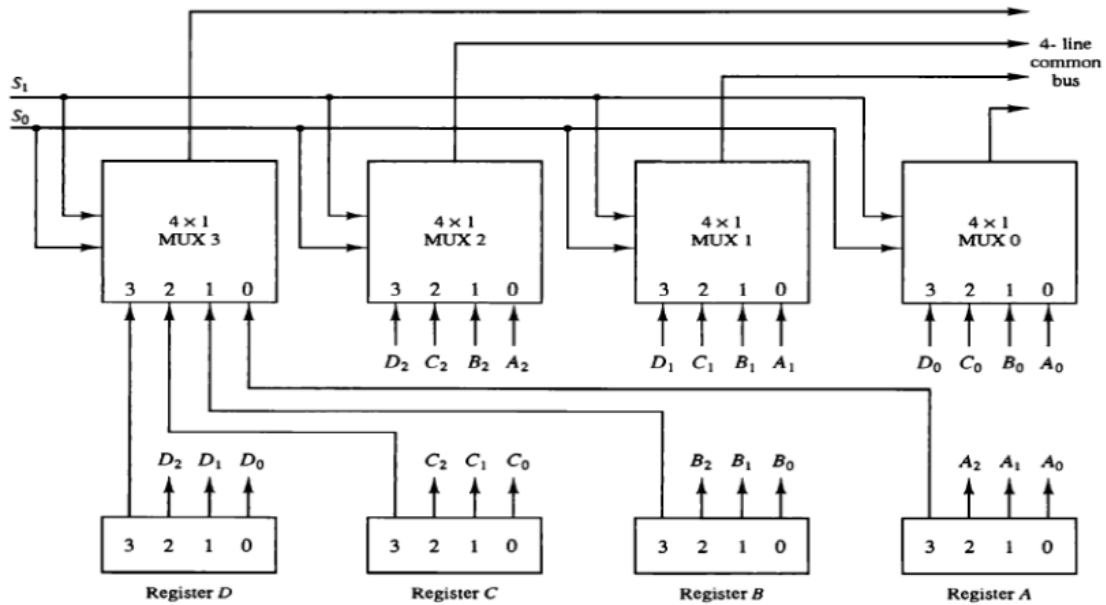 4- line
common
bus
S₁
S₀
4 × 1
MUX 3
4 × 1
MUX 2
4 × 1
MUX 1
4 × 1
MUX 0
3 2 1 0
3 2 1 0
3 2 1 0
3 2 1 0
D₂ C₂ B₂ A₂
D₁ C₁ B₁ A₁
D₀ C₀ B₀ A₀
D₂ D₁ D₀
C₂ C₁ C₀
B₂ B₁ B₀
A₂ A₁ A₀
3 2 1 0
3 2 1 0
3 2 1 0
3 2 1 0
Register D
Register C
Register B
Register A